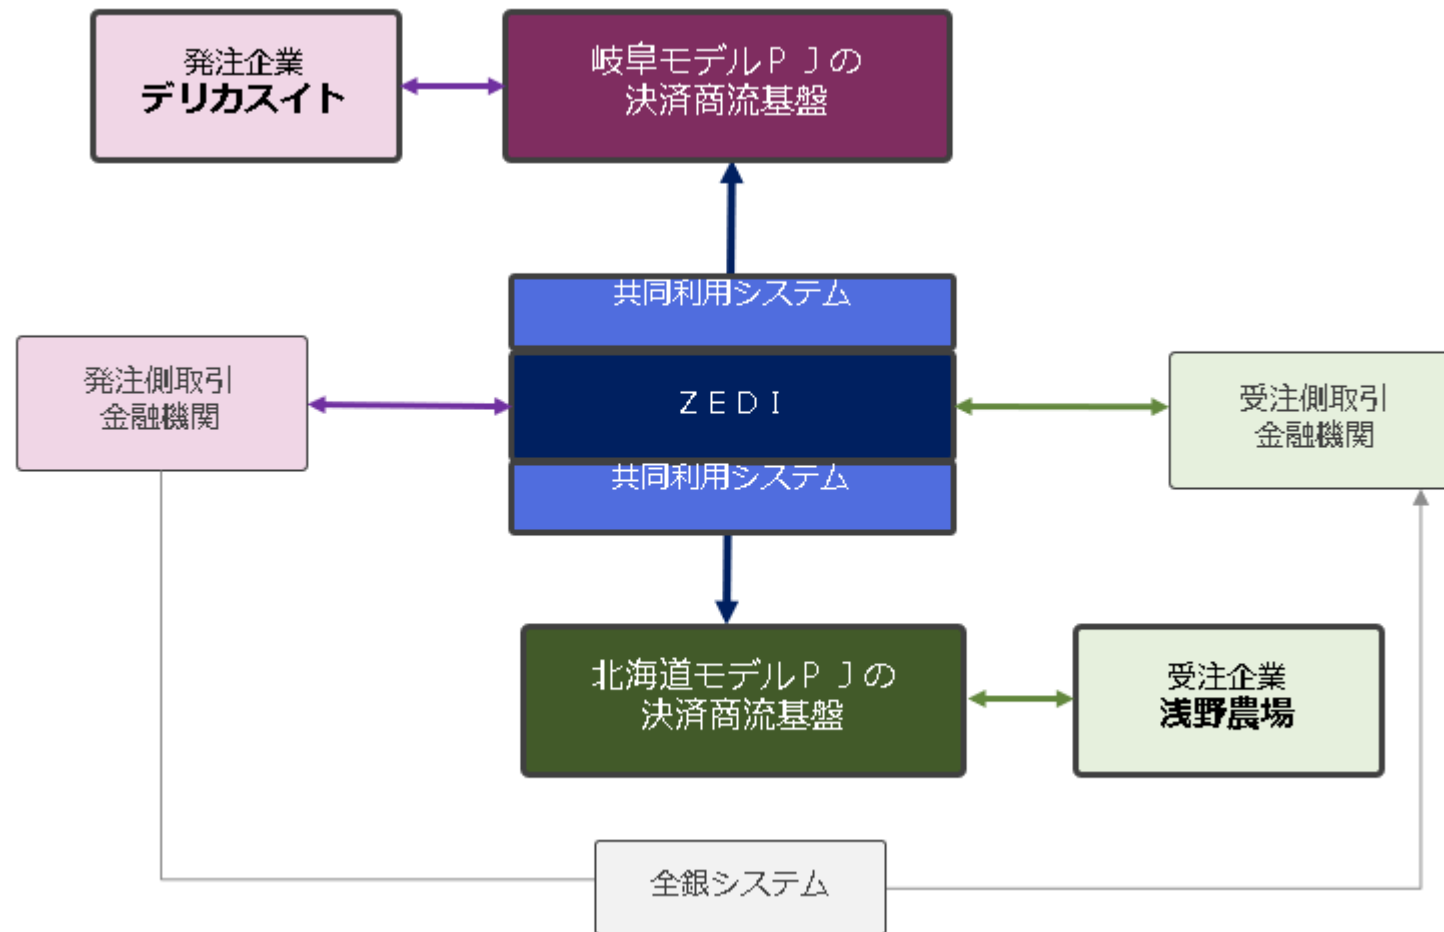 発注企業
デリカスイト
岐阜モデルＰＪの
決済商流基盤
共同利用システム
発注側取引
金融機関
ＺＥＤＩ
受注側取引
金融機関
共同利用システム
北海道モデルＰＪの
決済商流基盤
受注企業
浅野農場
全銀システム